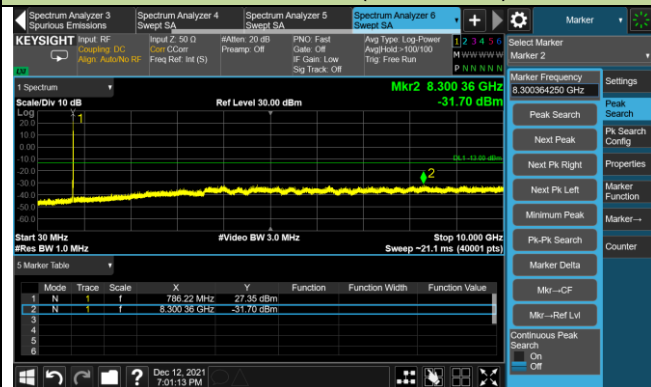 Spectrum Analyzer 3
Spurious Emissions
Spectrum Analyzer 4
Swept SA
Spectrum Analyzer 5
Swept SA
Spectrum Analyzer 6
Swept SA
Marker
KEYSIGHT
Input: RF
Coupling: DC
Align: Auto/No RF
Input Z: 50 Ω
Corr CCorr
Freq Ref: Int (S)
#Atten: 20 dB
Preamp: Off
PNO: Fast
Gate: Off
IF Gain: Low
Sig Track: Off
Avg Type: Log-Power
Avg|Hold:>100/100
Trig: Free Run
1 2 3 4 5 6
M W W W W W
P N N N N N
Select Marker
Marker 2
1 Spectrum
Scale/Div 10 dB
Log
Ref Level 30.00 dBm
Mkr2 8.300 36 GHz
-31.70 dBm
20.0
10.0
0.00
-10.0
-20.0
-30.0
-40.0
-50.0
-60.0
1
DL1 -13.00 dBm
2
Start 30 MHz
#Res BW 1.0 MHz
#Video BW 3.0 MHz
Stop 10.000 GHz
Sweep ~21.1 ms (40001 pts)
5 Marker Table
Mode Trace Scale X Y Function Function Width Function Value
1 N 1 f 786.22 MHz 27.35 dBm
2 N 1 f 8.300 36 GHz -31.70 dBm
3
4
5
6
Marker Frequency
8.300364250 GHz
Peak Search
Next Peak
Next Pk Right
Next Pk Left
Minimum Peak
Pk-Pk Search
Marker Delta
Mkr→CF
Mkr→Ref Lvl
Continuous Peak
Search
On
Off
Settings
Peak
Search
Pk Search
Config
Properties
Marker
Function
Marker→
Counter
Dec 12, 2021
7:01:13 PM